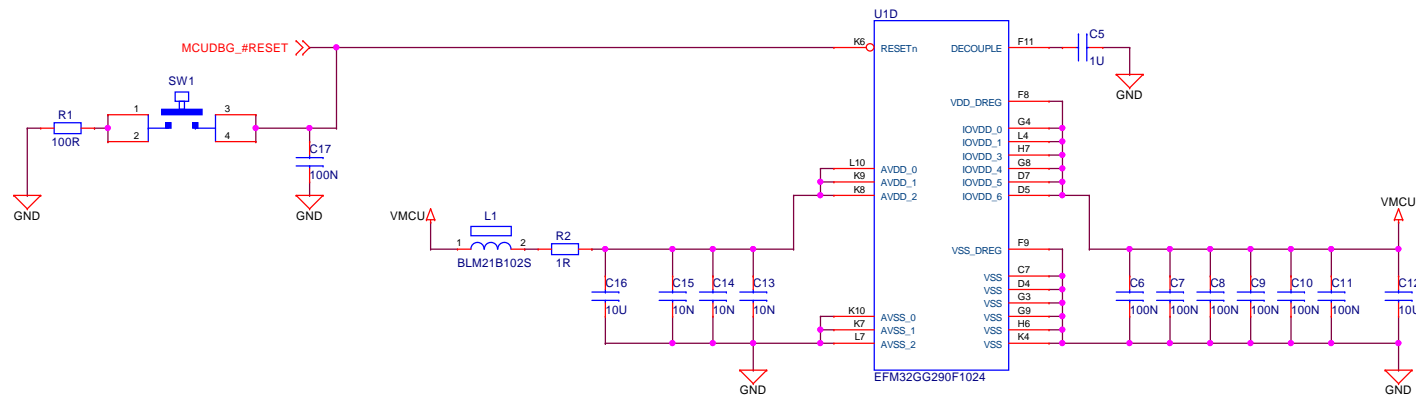 U1D
MCUDBG_#RESET
K6
RESETn
DECOUPLE
F11
C5
1U
GND
SW1
R1
100R
1
2
3
4
C17
100N
GND
GND
VDD_DREG
F8
IOVDD_0
G4
IOVDD_1
L4
IOVDD_3
H7
IOVDD_4
G8
IOVDD_5
D7
IOVDD_6
D5
L10
AVDD_0
K9
AVDD_1
K8
AVDD_2
VMCU
L1
1
2
BLM21B102S
R2
1R
C16
10U
C15
10N
C14
10N
C13
10N
VSS_DREG
F9
VSS
C7
VSS
D4
VSS
G3
VSS
G9
VSS
H6
VSS
K4
K10
AVSS_0
K7
AVSS_1
L7
AVSS_2
GND
EFM32GG290F1024
VMCU
C6
100N
C7
100N
C8
100N
C9
100N
C10
100N
C11
100N
C12
10U
GND